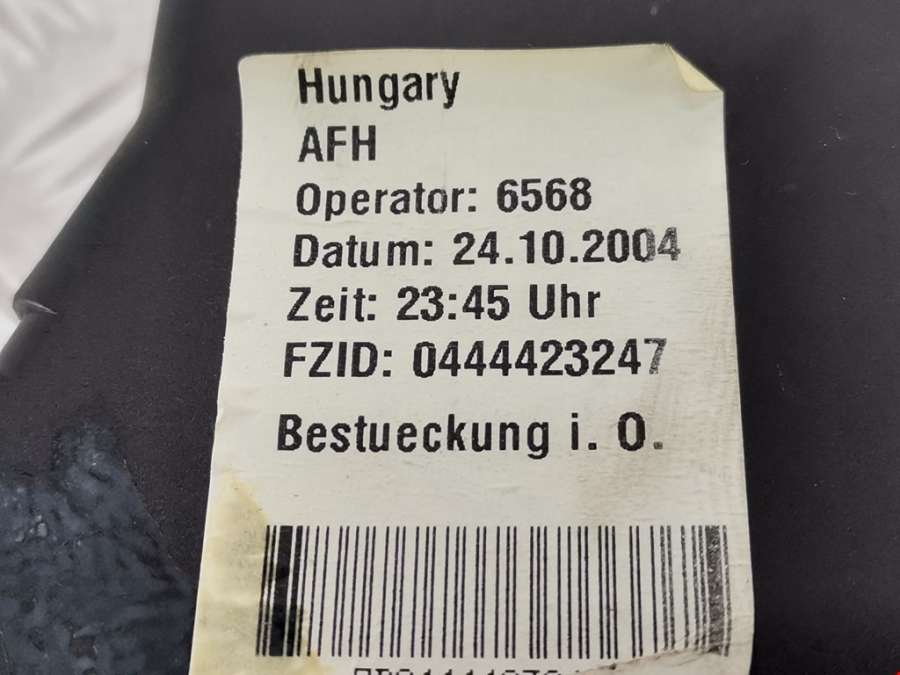 Hungary
AFH
Operator: 6568
Datum: 24.10.2004
Zeit: 23:45 Uhr
FZID: 0444423247
Bestueckung i. O.